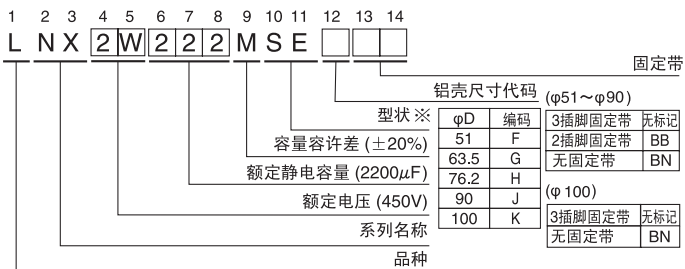 1 2 3 4 5 6 7 8 9 10 11 12 13 14
L N X 2 W 2 2 2 M S E
固定带
铝壳尺寸代码
型状※
容量容许差 (±20%)
额定静电容量 (2200μF)
额定电压 (450V)
系列名称
品种
φD 编码
51 F
63.5 G
76.2 H
90 J
100 K
(φ51～φ90)
3插脚固定带 无标记
2插脚固定带 BB
无固定带 BN
(φ100)
3插脚固定带 无标记
无固定带 BN